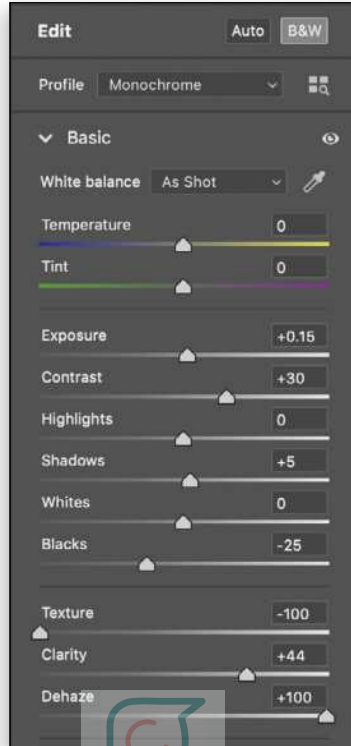 Edit Auto B&W
Profile Monochrome
Basic
White balance As Shot
Temperature 0
Tint 0
Exposure +0.15
Contrast +30
Highlights 0
Shadows +5
Whites 0
Blacks -25
Texture -100
Clarity +44
Dehaze +100